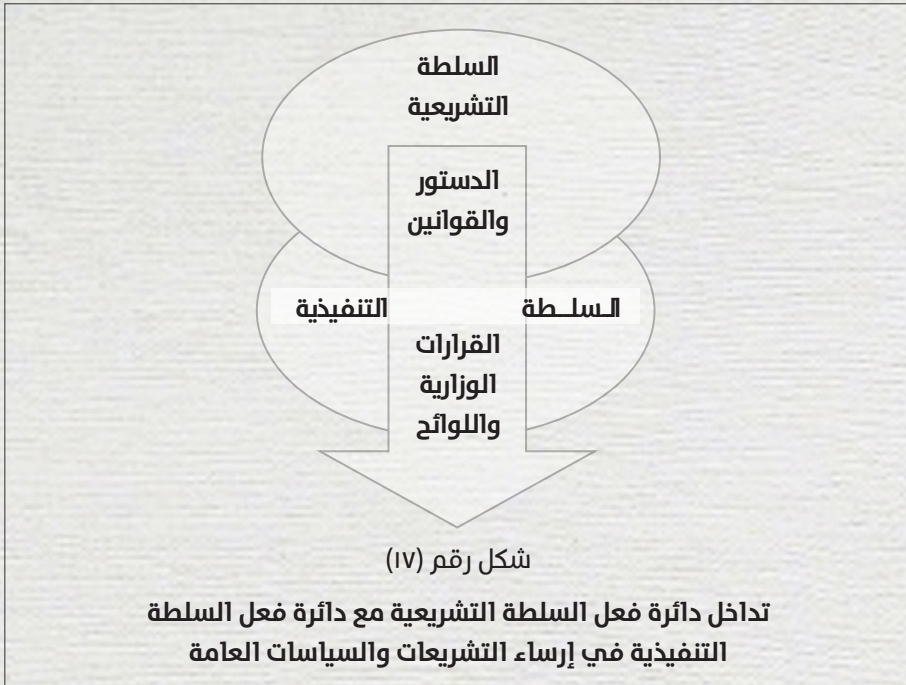 السلطة
التشريعية
الدستور
والقوانين
الـسلــطة التنفيذية
القرارات
الوزارية
واللوائح
شكل رقم (١٧)
تداخل دائرة فعل السلطة التشريعية مع دائرة فعل السلطة
التنفيذية في إرساء التشريعات والسياسات العامة